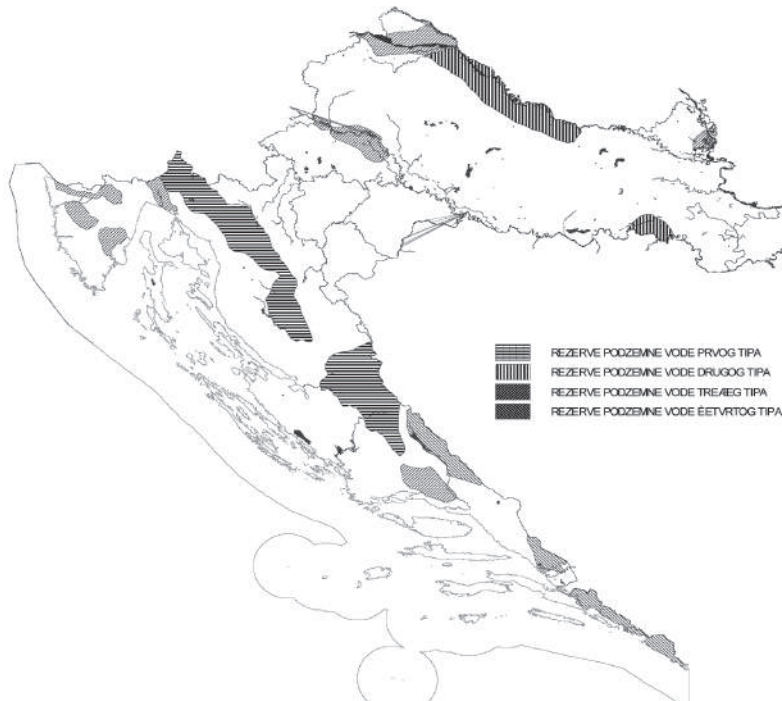 REZERVE PODZEMNE VODE PRVOG TIPA
REZERVE PODZEMNE VODE DRUGOG TIPA
REZERVE PODZEMNE VODE TREÆEG TIPA
REZERVE PODZEMNE VODE ÈETVRTOG TIPA